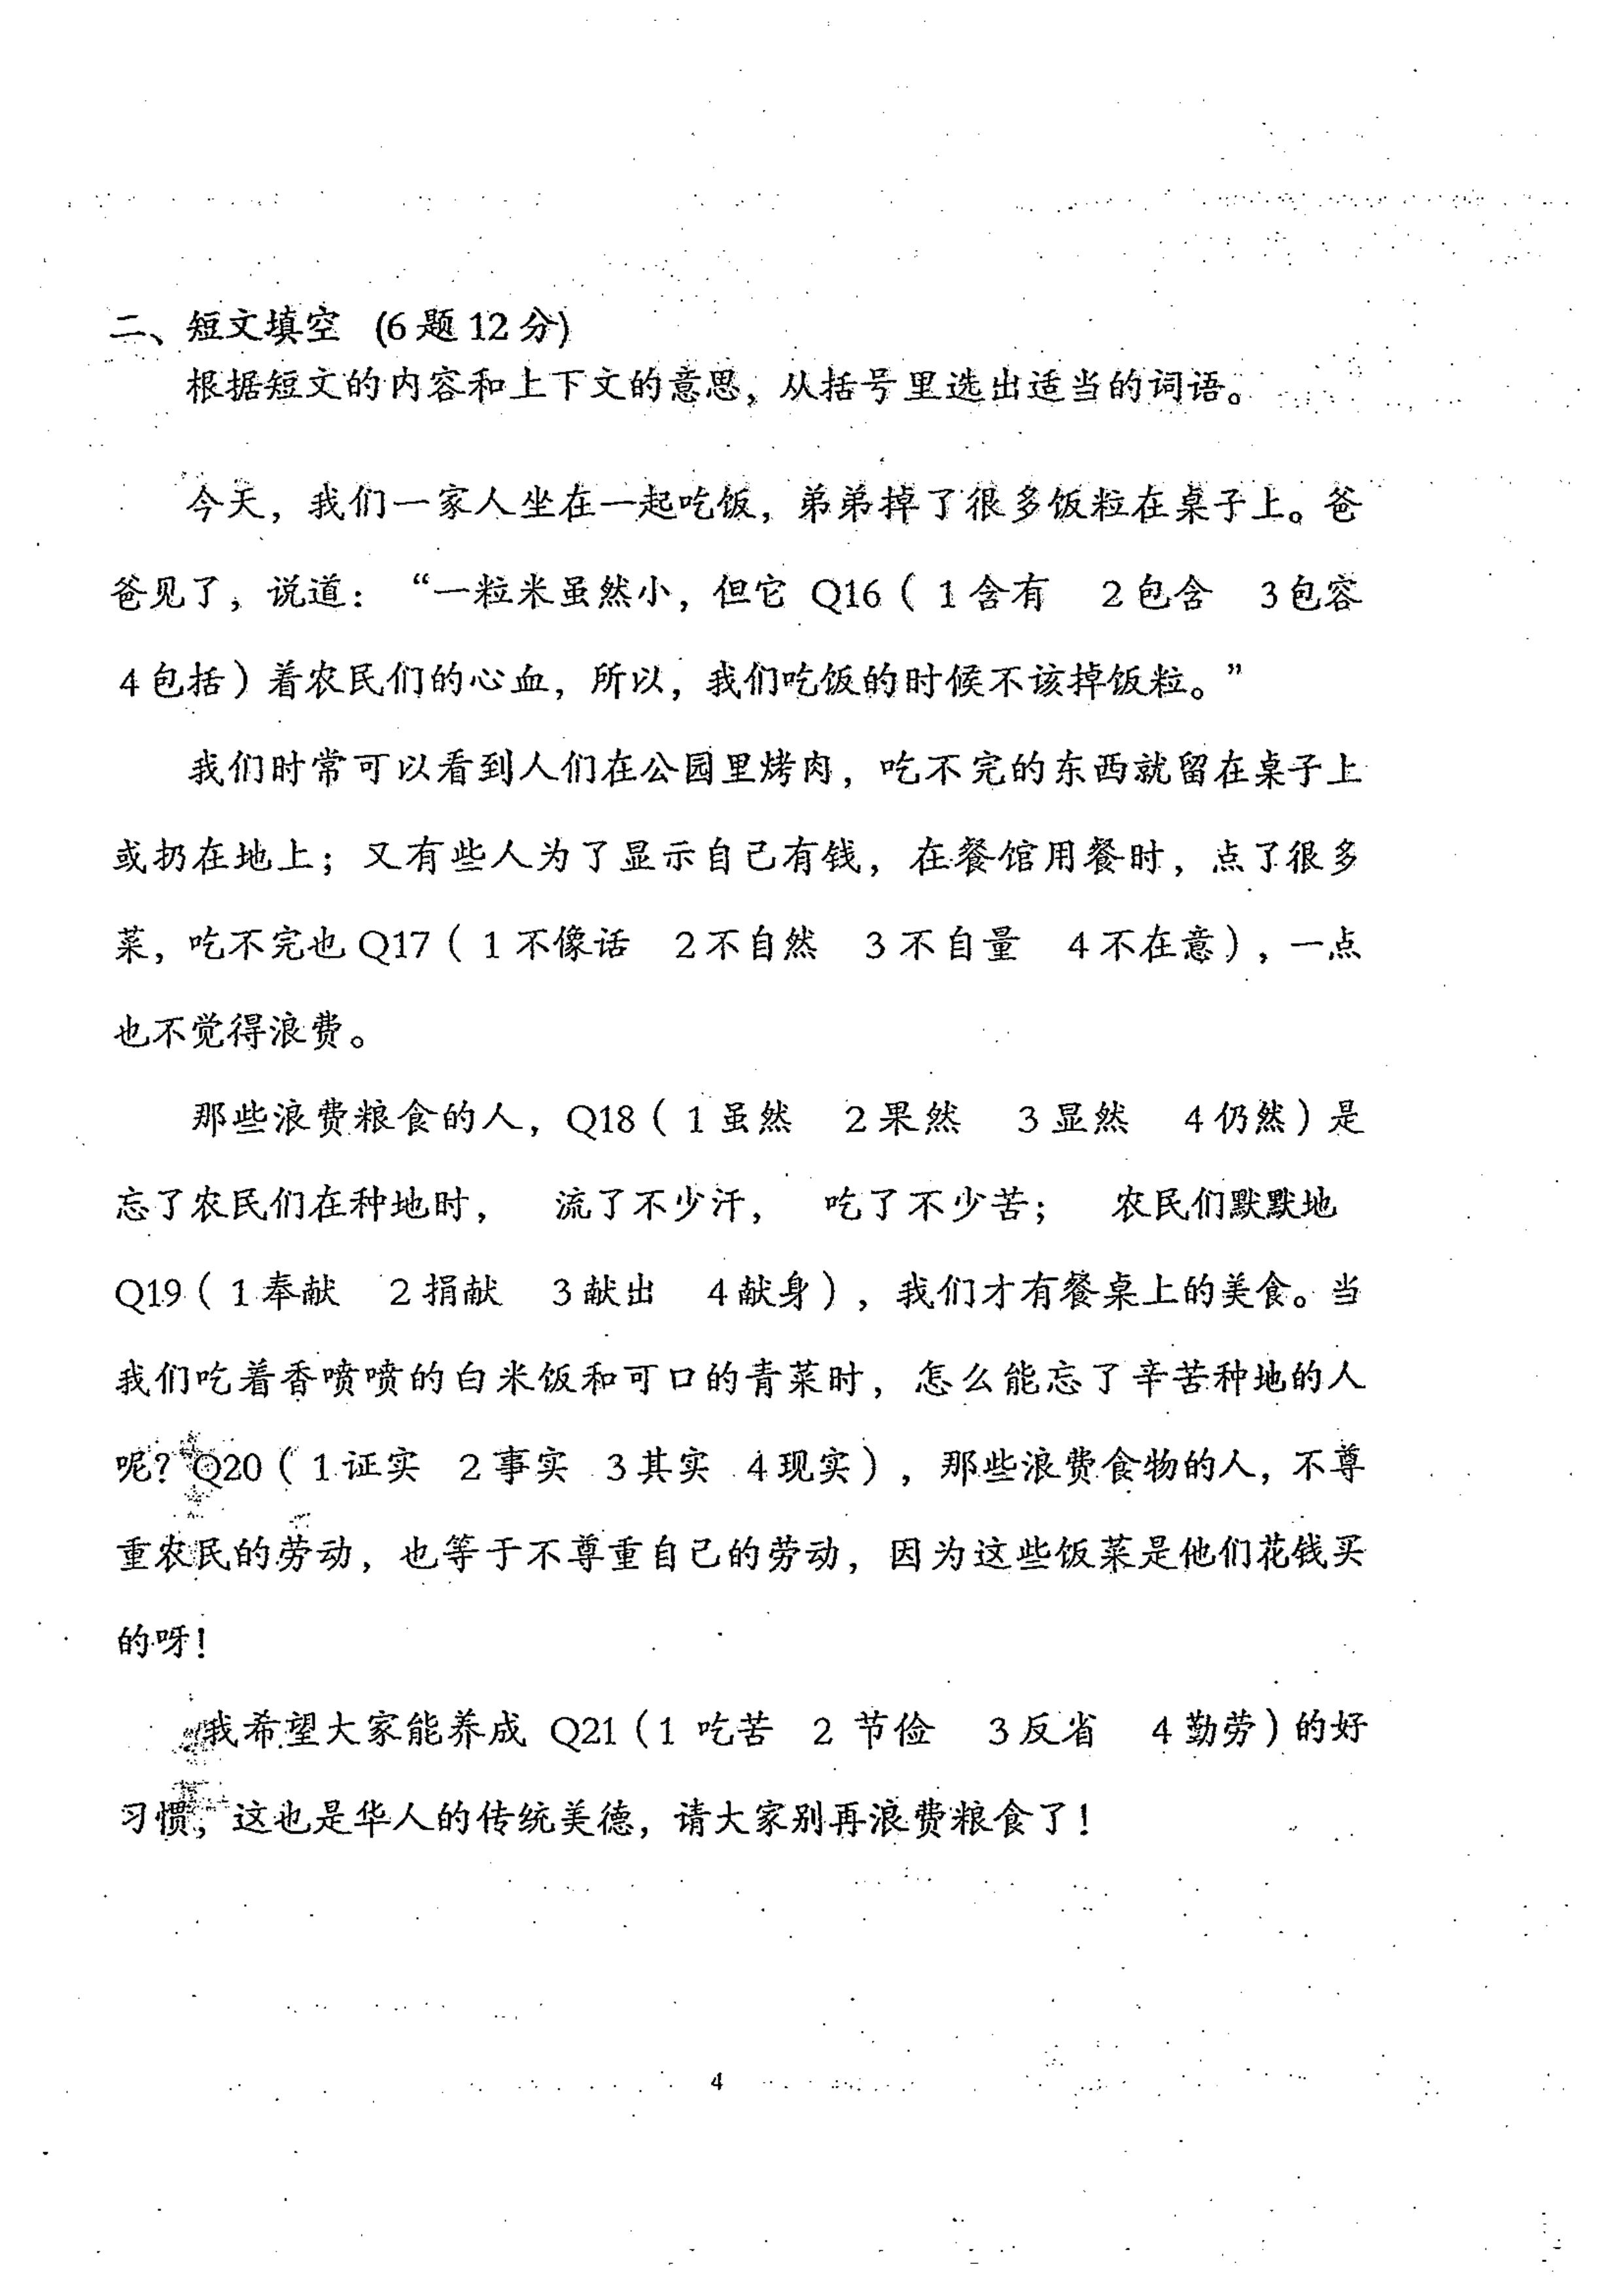 二、短文填空 (6题12分)
根据短文的内容和上下文的意思，从括号里选出适当的词语。
今天，我们一家人坐在一起吃饭，弟弟掉了很多饭粒在桌子上。爸
爸见了，说道：“一粒米虽然小，但它 Q16（1含有 2包含 3包容
4包括）着农民们的心血，所以，我们吃饭的时候不该掉饭粒。”
我们时常可以看到人们在公园里烤肉，吃不完的东西就留在桌子上
或扔在地上；又有些人为了显示自己有钱，在餐馆用餐时，点了很多
菜，吃不完也Q17（1不像话 2不自然 3不自量 4不在意），一点
也不觉得浪费。
那些浪费粮食的人，Q18（1虽然 2果然 3显然 4仍然）是
忘了农民们在种地时， 流了不少汗， 吃了不少苦； 农民们默默地
Q19（1奉献 2捐献 3献出 4献身），我们才有餐桌上的美食。当
我们吃着香喷喷的白米饭和可口的青菜时，怎么能忘了辛苦种地的人
呢？Q20（1证实 2事实 3其实 4现实），那些浪费食物的人，不尊
重农民的劳动，也等于不尊重自己的劳动，因为这些饭菜是他们花钱买
的呀！
我希望大家能养成 Q21（1 吃苦 2 节俭 3反省 4勤劳）的好
习惯，这也是华人的传统美德，请大家别再浪费粮食了！
4